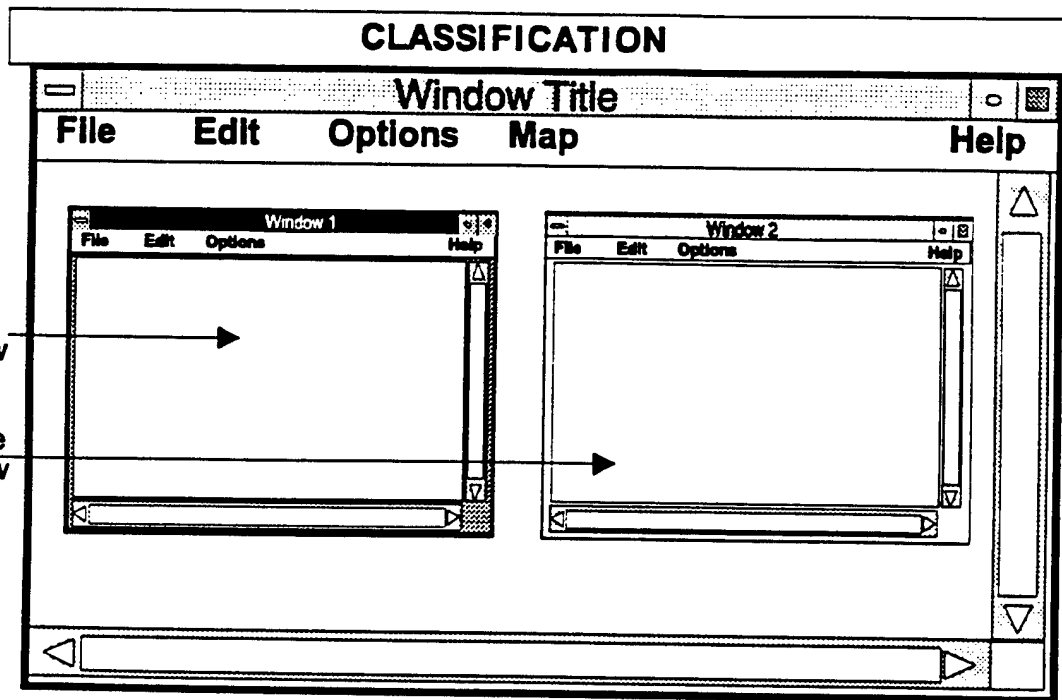 CLASSIFICATION
Window Title
File Edit Options Map Help
Window 1
File Edit Options Help
Window 2
File Edit Options Help